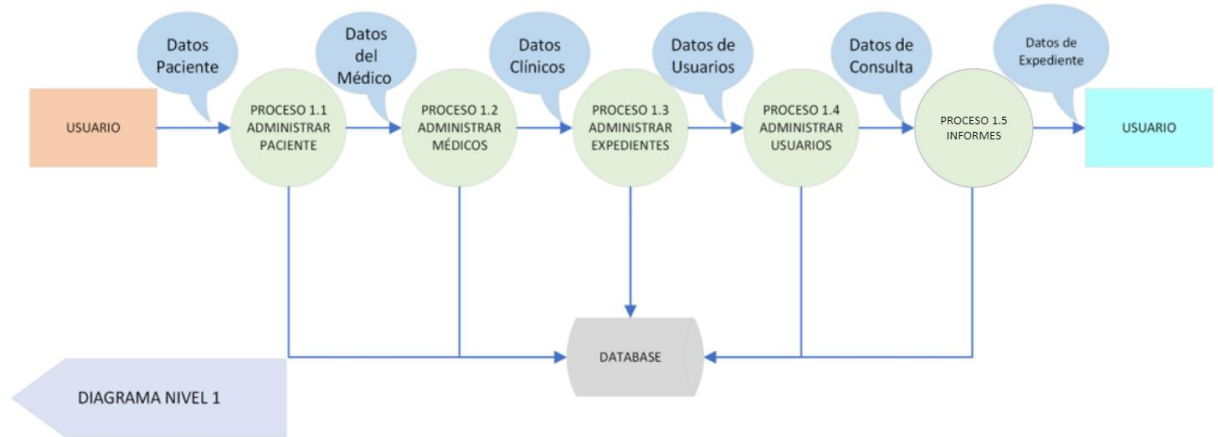 Datos
Paciente
Datos
del
Médico
Datos
Clínicos
Datos de
Usuarios
Datos de
Consulta
Datos de
Expediente
USUARIO
PROCESO 1.1
ADMINISTRAR
PACIENTE
PROCESO 1.2
ADMINISTRAR
MÉDICOS
PROCESO 1.3
ADMINISTRAR
EXPEDIENTES
PROCESO 1.4
ADMINISTRAR
USUARIOS
PROCESO 1.5
INFORMES
USUARIO
DATABASE
DIAGRAMA NIVEL 1